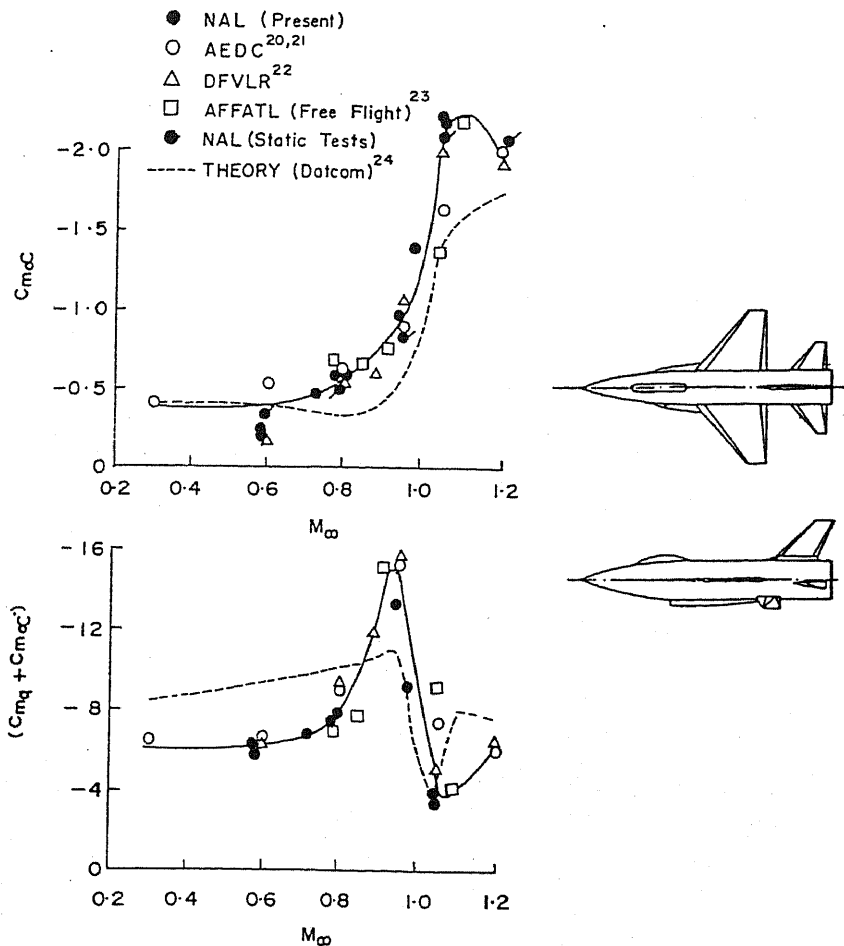 NAL (Present)
AEDC20,21
DFVLR22
AFFATL (Free Flight)23
NAL (Static Tests)
THEORY (Datcom)24
-2.0
-1.5
-1.0
-0.5
0
Cm∝
0.2 0.4 0.6 0.8 1.0 1.2
M∞
-16
-12
-8
-4
0
(Cmq + Cm∝̇)
0.2 0.4 0.6 0.8 1.0 1.2
M∞